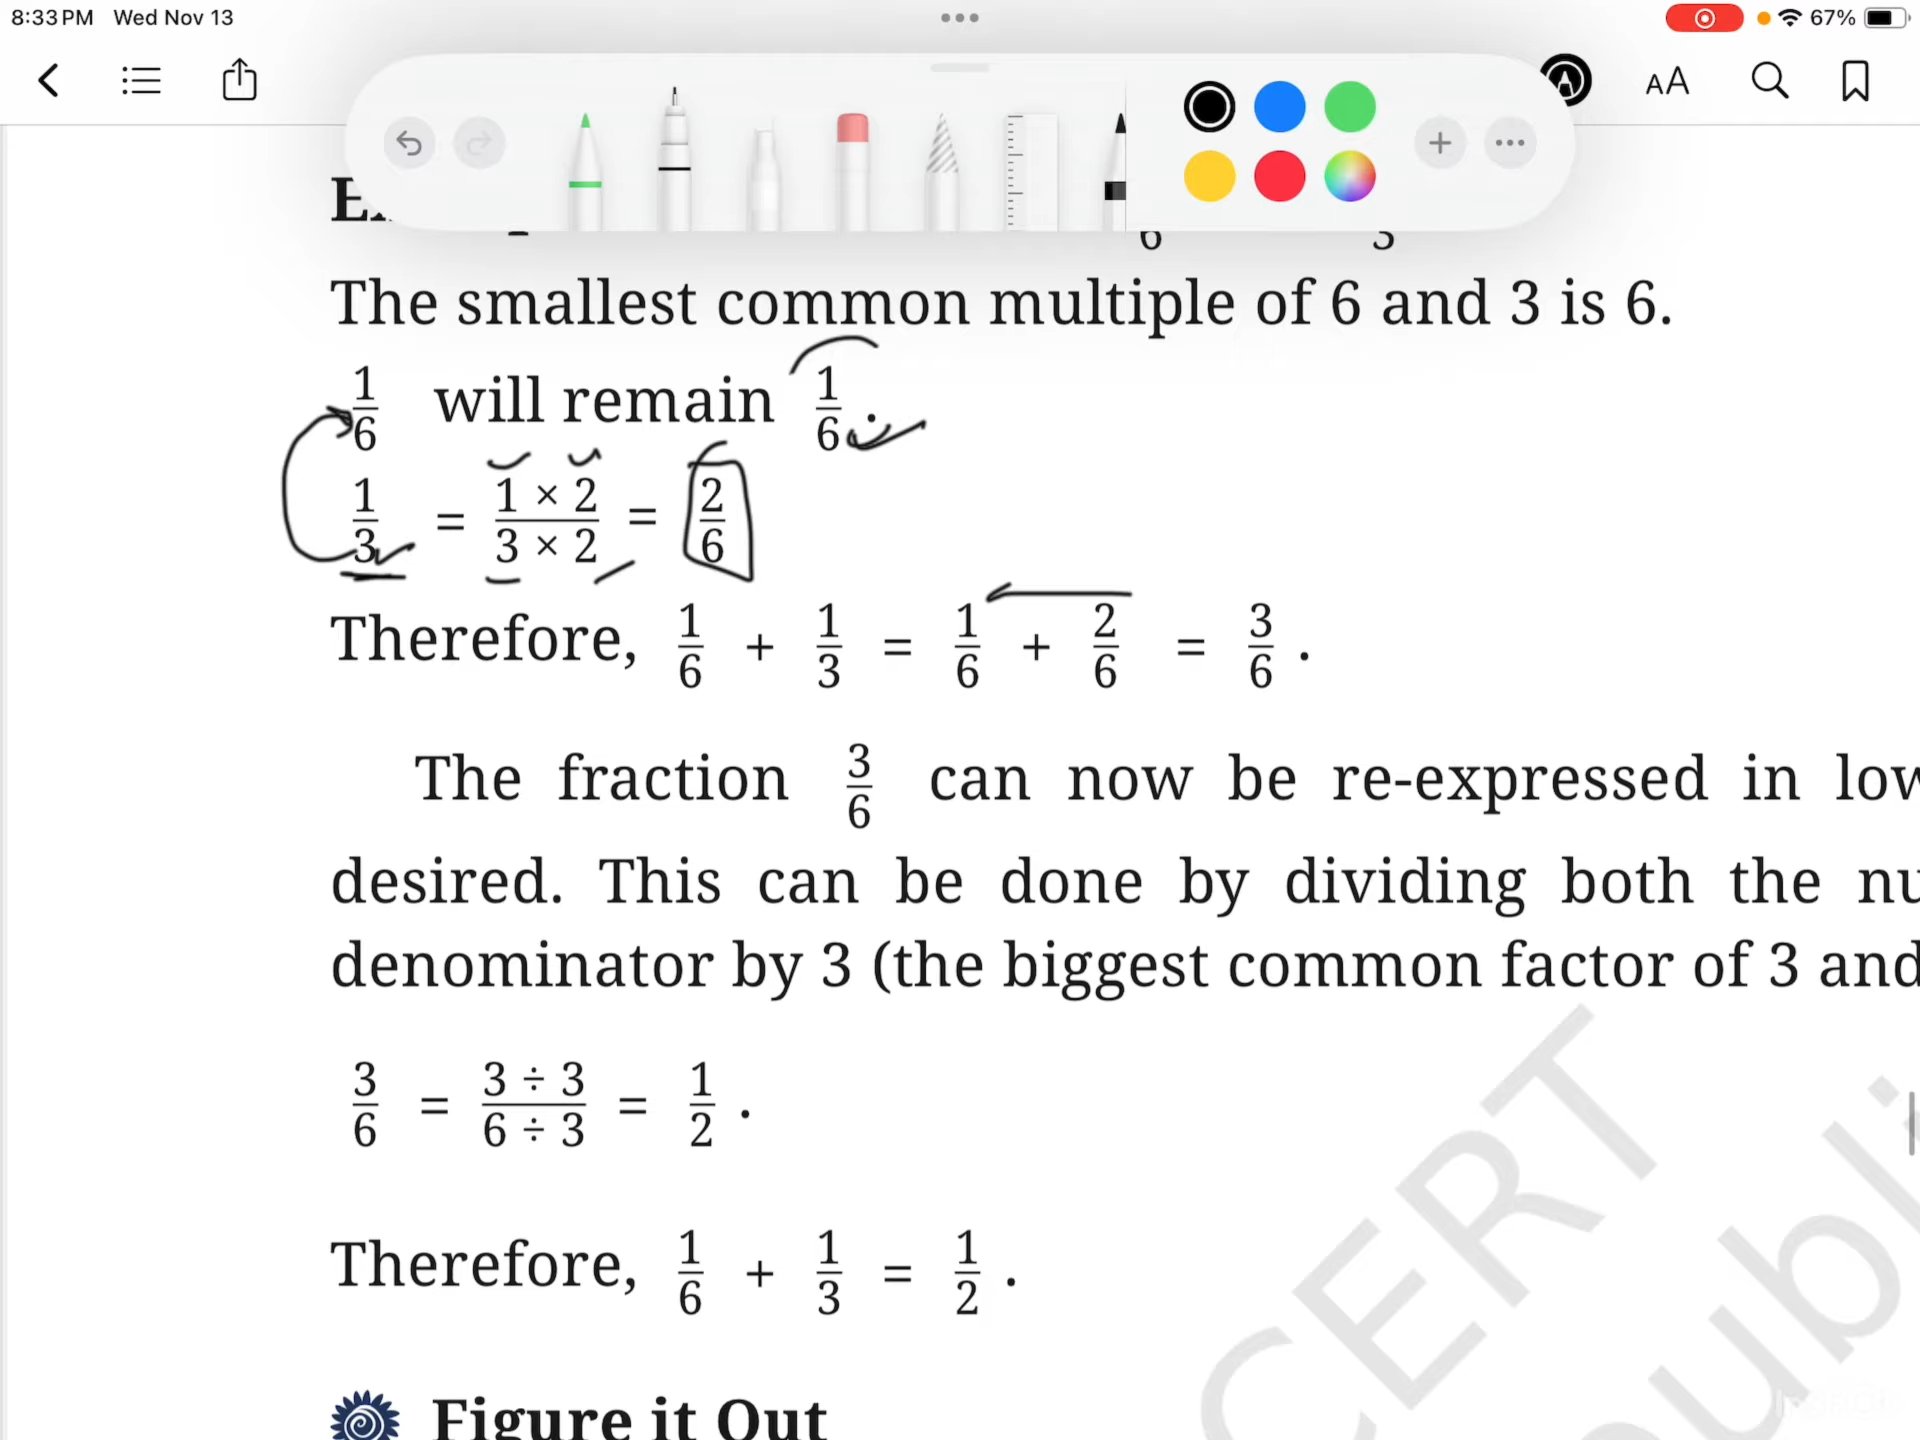 8:33 PM Wed Nov 13 67%
AA
The smallest common multiple of 6 and 3 is 6.
1/6 will remain 1/6 .
1/3 = 1 × 2 / 3 × 2 = 2/6
Therefore, 1/6 + 1/3 = 1/6 + 2/6 = 3/6 .
The fraction 3/6 can now be re-expressed in
desired. This can be done by dividing both the
denominator by 3 (the biggest common factor of 3 and
3/6 = 3 ÷ 3 / 6 ÷ 3 = 1/2 .
Therefore, 1/6 + 1/3 = 1/2 .
Figure it Out